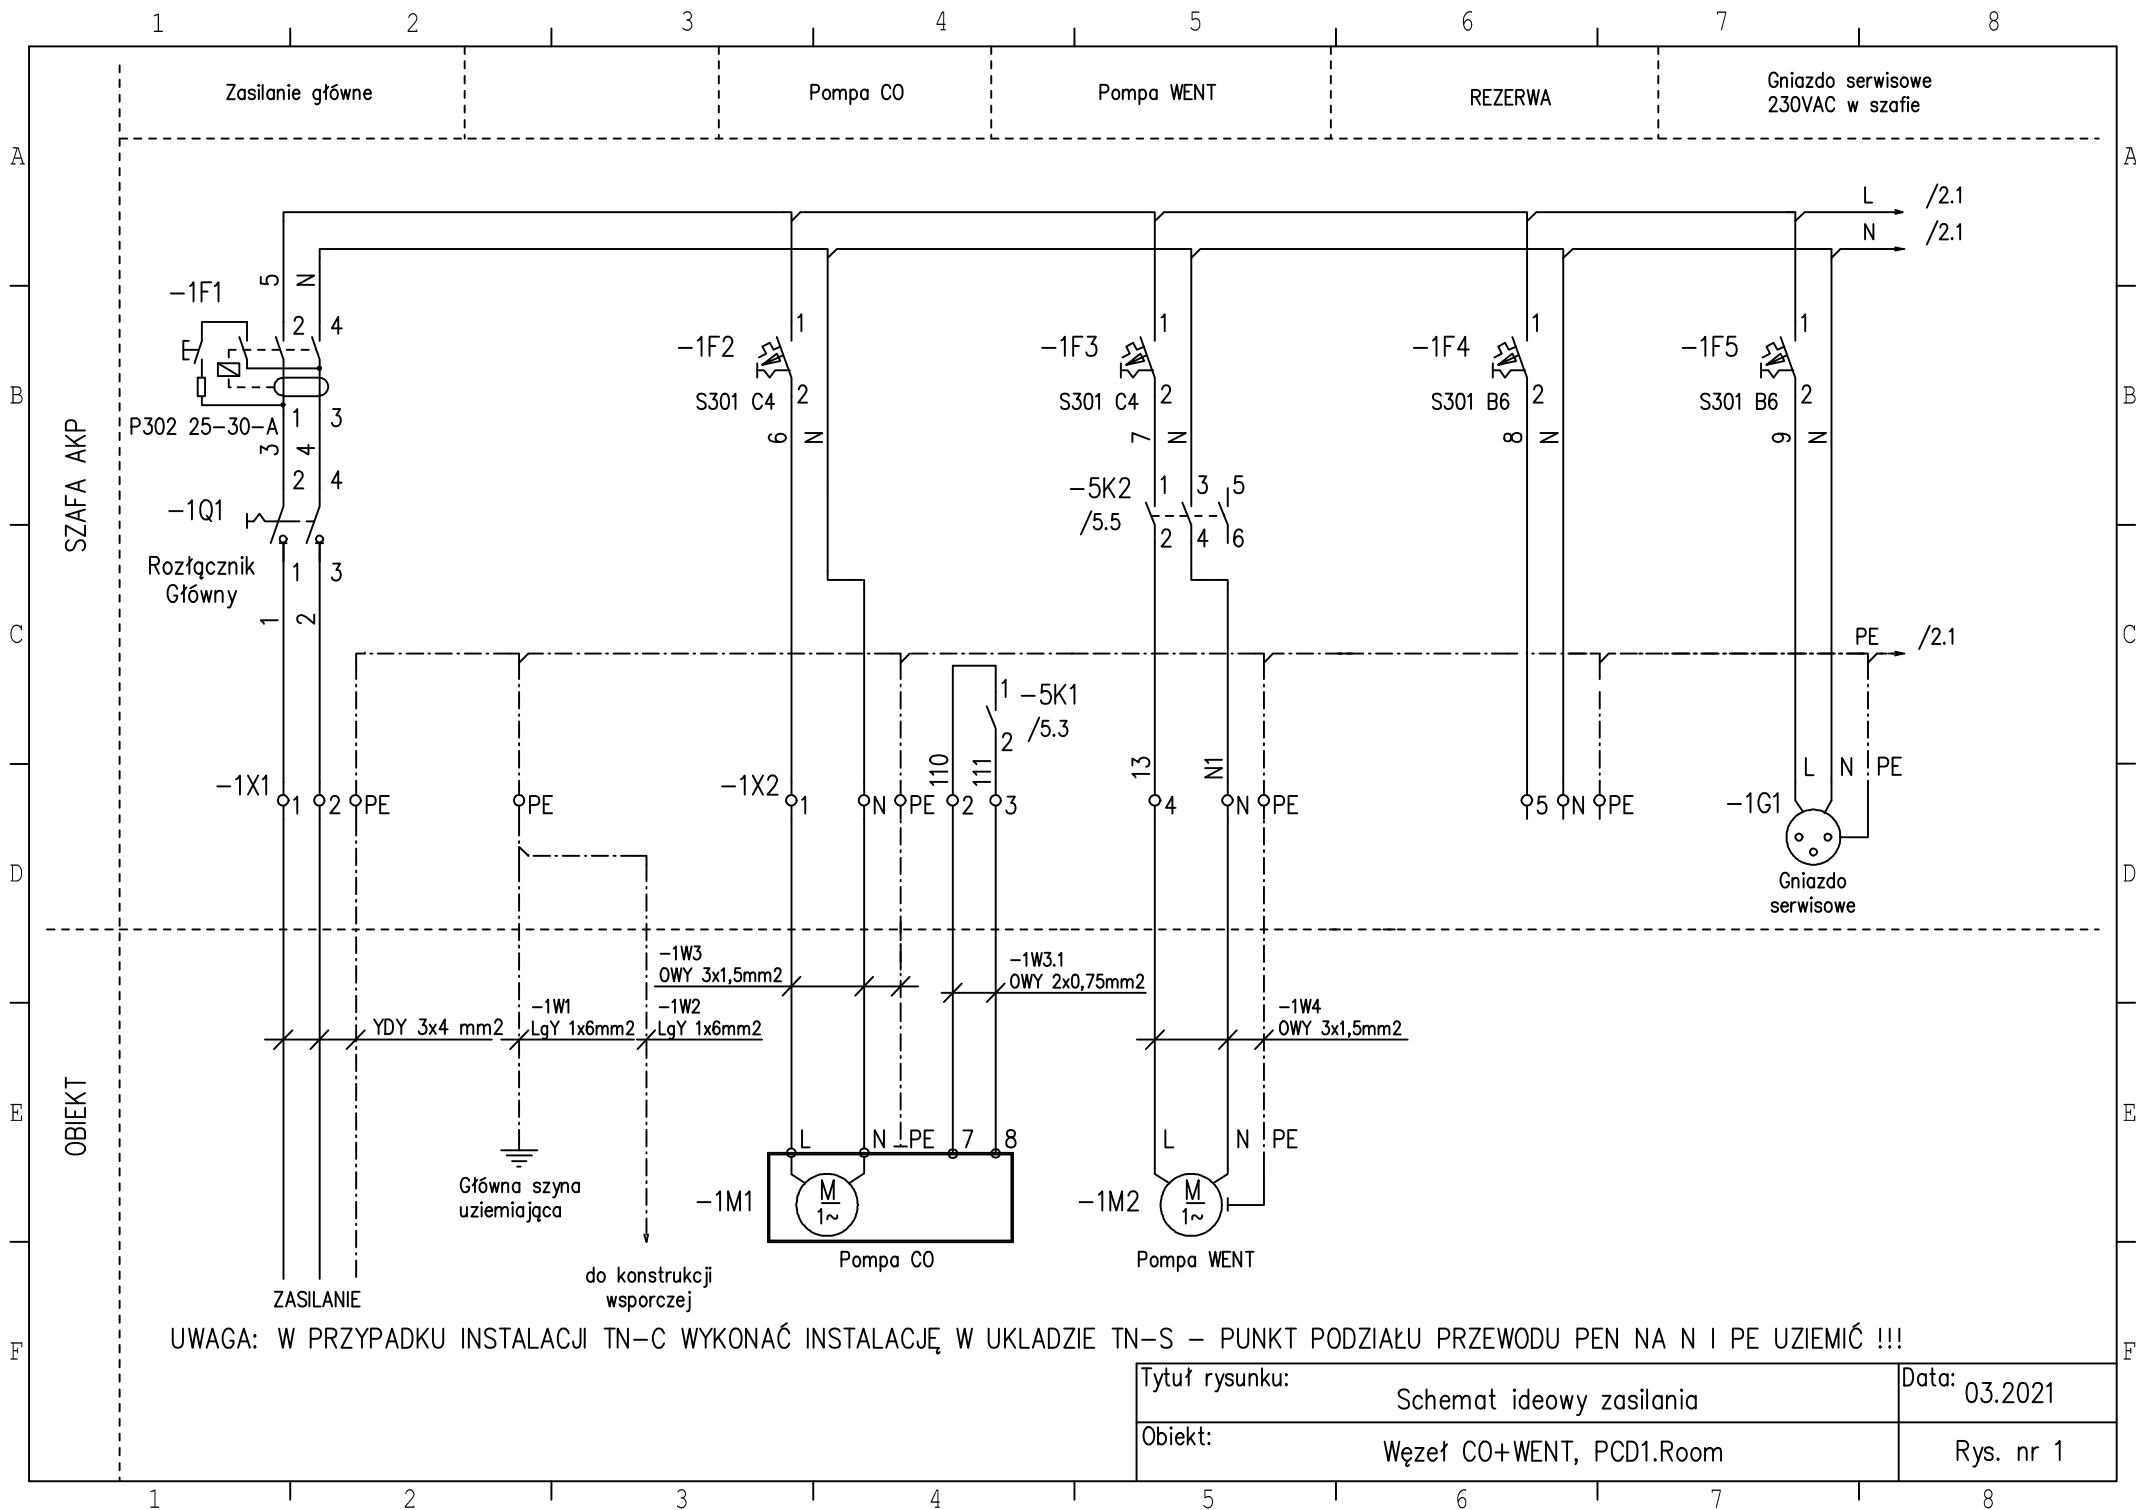 1 2 3 4 5 6 7 8
Zasilanie główne
Pompa CO
Pompa WENT
REZERWA
Gniazdo serwisowe
230VAC w szafie
A A
L /2.1
N /2.1
5 N
-1F1
2 4
P302 25-30-A
1 3
3 4
2 4
-1Q1
Rozłącznik
Główny
1 3
1 2
-1F2
1
S301 C4
2
6 N
-1F3
1
S301 C4
2
7 N
-5K2
/5.5
1 3 5
2 4 6
-1F4
1
S301 B6
2
8 N
-1F5
1
S301 B6
2
9 N
B B
SZAFA AKP
C C
PE /2.1
1
-5K1
2
/5.3
110 111
13 N1
L N PE
-1X1
1 2 PE
PE
-1X2
1 N PE 2 3
4 N PE
5 N PE
-1G1
Gniazdo
serwisowe
D D
-1W3
OWY 3x1,5mm2
-1W3.1
OWY 2x0,75mm2
YDY 3x4 mm2
-1W1
LgY 1x6mm2
-1W2
LgY 1x6mm2
-1W4
OWY 3x1,5mm2
OBIEKT
E E
L N PE 7 8
L N PE
Główna szyna
uziemiająca
-1M1
M
1~
Pompa CO
-1M2
M
1~
Pompa WENT
do konstrukcji
wsporczej
ZASILANIE
UWAGA: W PRZYPADKU INSTALACJI TN-C WYKONAĆ INSTALACJĘ W UKLADZIE TN-S - PUNKT PODZIAŁU PRZEWODU PEN NA N I PE UZIEMIĆ !!!
F F
Tytuł rysunku:
Schemat ideowy zasilania
Data: 03.2021
Obiekt:
Węzeł CO+WENT, PCD1.Room
Rys. nr 1
1 2 3 4 5 6 7 8